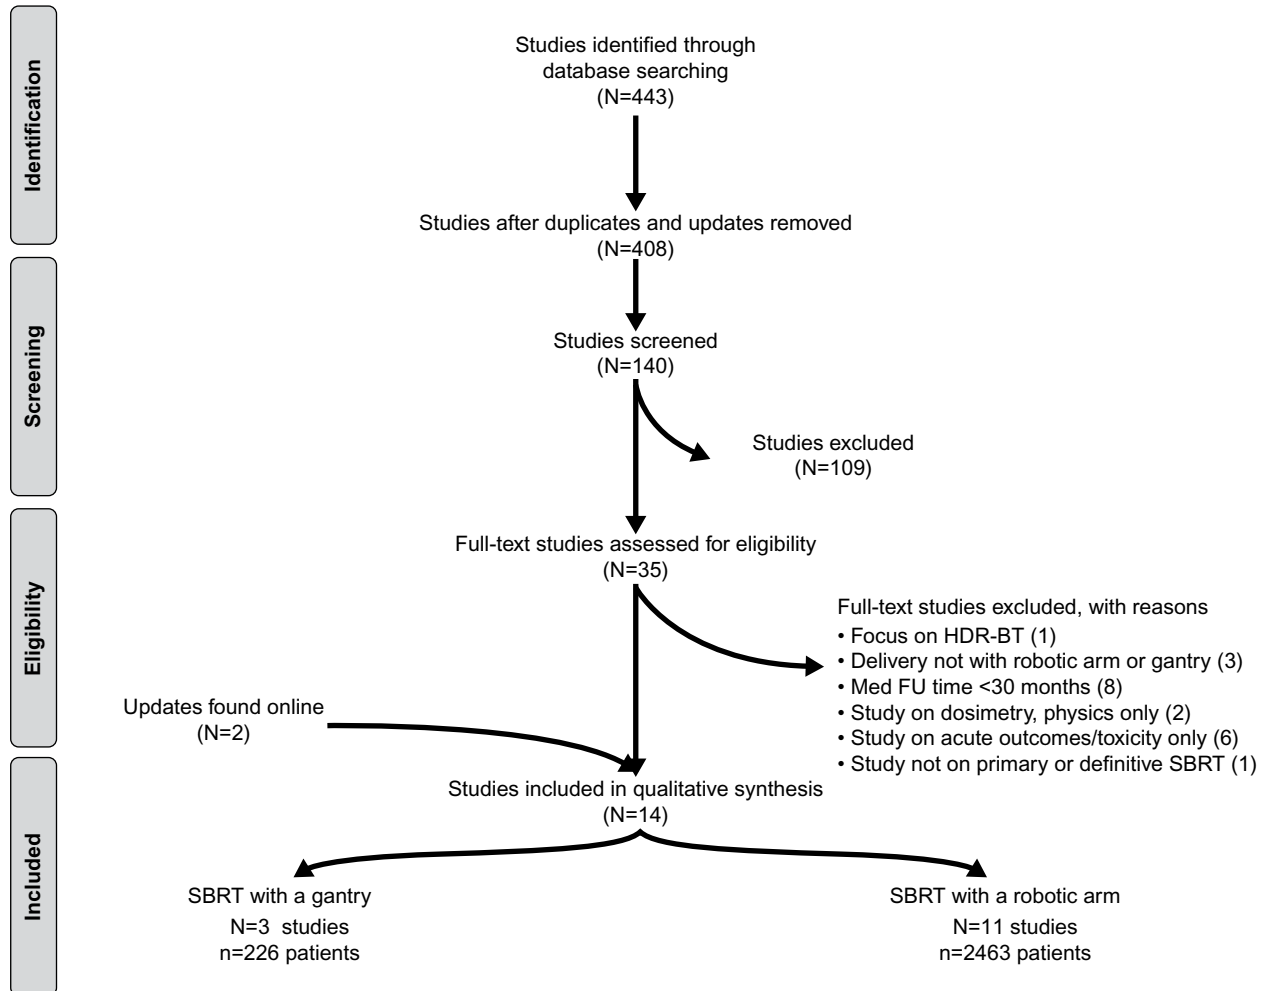 Identification
Studies identified through
database searching
(N=443)
Studies after duplicates and updates removed
(N=408)
Screening
Studies screened
(N=140)
Studies excluded
(N=109)
Eligibility
Full-text studies assessed for eligibility
(N=35)
Full-text studies excluded, with reasons
• Focus on HDR-BT (1)
• Delivery not with robotic arm or gantry (3)
• Med FU time <30 months (8)
• Study on dosimetry, physics only (2)
• Study on acute outcomes/toxicity only (6)
• Study not on primary or definitive SBRT (1)
Updates found online
(N=2)
Included
Studies included in qualitative synthesis
(N=14)
SBRT with a gantry
N=3 studies
n=226 patients
SBRT with a robotic arm
N=11 studies
n=2463 patients